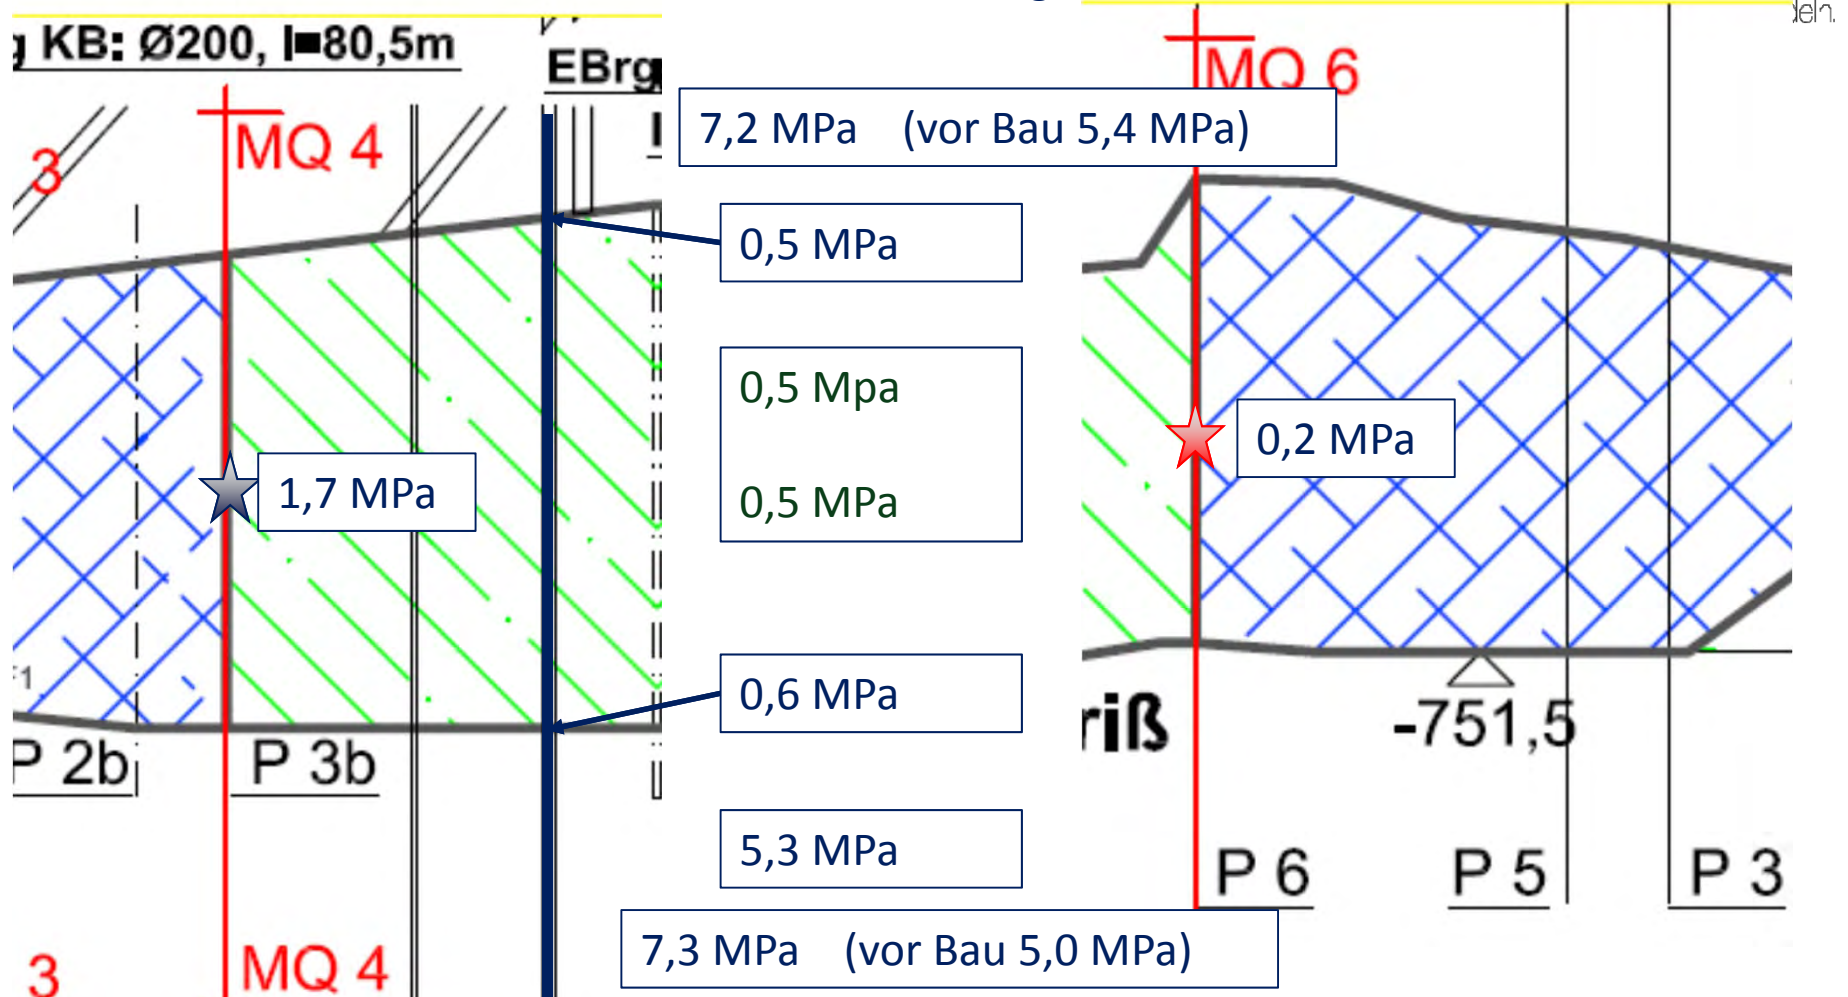 g KB: Ø200, l=80,5m
EBrg
MQ 4
MQ 6
3
7,2 MPa (vor Bau 5,4 MPa)
0,5 MPa
0,5 Mpa
0,2 MPa
1,7 MPa
0,5 MPa
0,6 MPa
riß
-751,5
P 2b
P 3b
5,3 MPa
P 6
P 5
P 3
7,3 MPa (vor Bau 5,0 MPa)
3
MQ 4